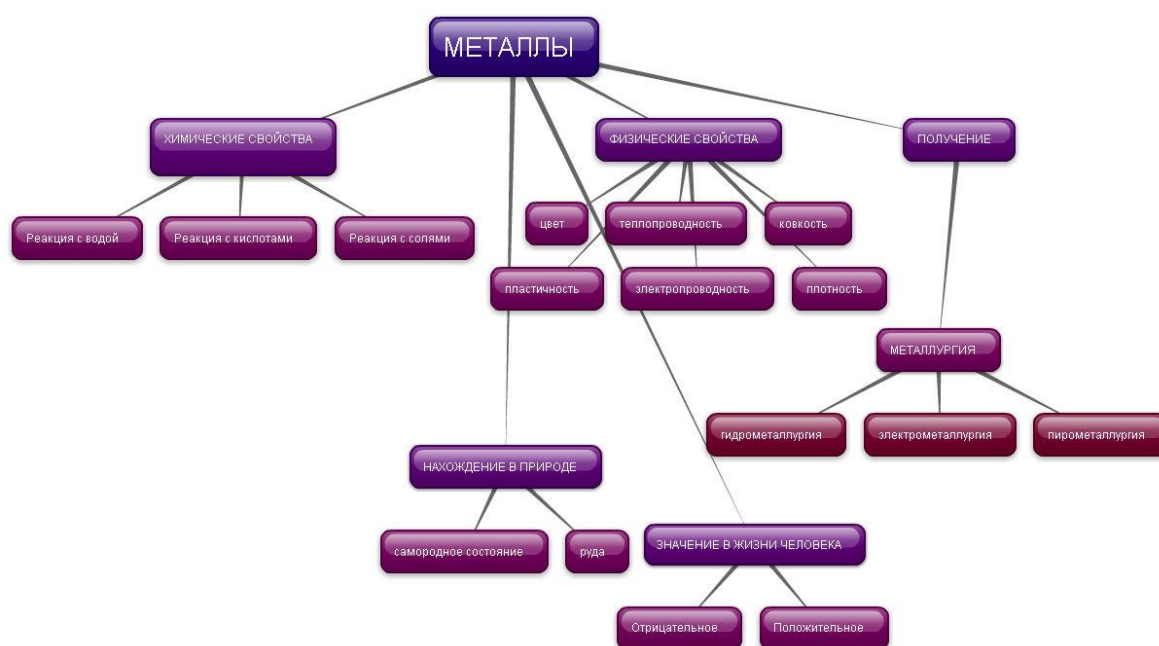 МЕТАЛЛЫ
ХИМИЧЕСКИЕ СВОЙСТВА
ФИЗИЧЕСКИЕ СВОЙСТВА
ПОЛУЧЕНИЕ
Реакция с водой
Реакция с кислотами
Реакция с солями
цвет
теплопроводность
ковкость
пластичность
электропроводность
плотность
МЕТАЛЛУРГИЯ
гидрометаллургия
электрометаллургия
пирометаллургия
НАХОЖДЕНИЕ В ПРИРОДЕ
самородное состояние
руда
ЗНАЧЕНИЕ В ЖИЗНИ ЧЕЛОВЕКА
Отрицательное
Положительное